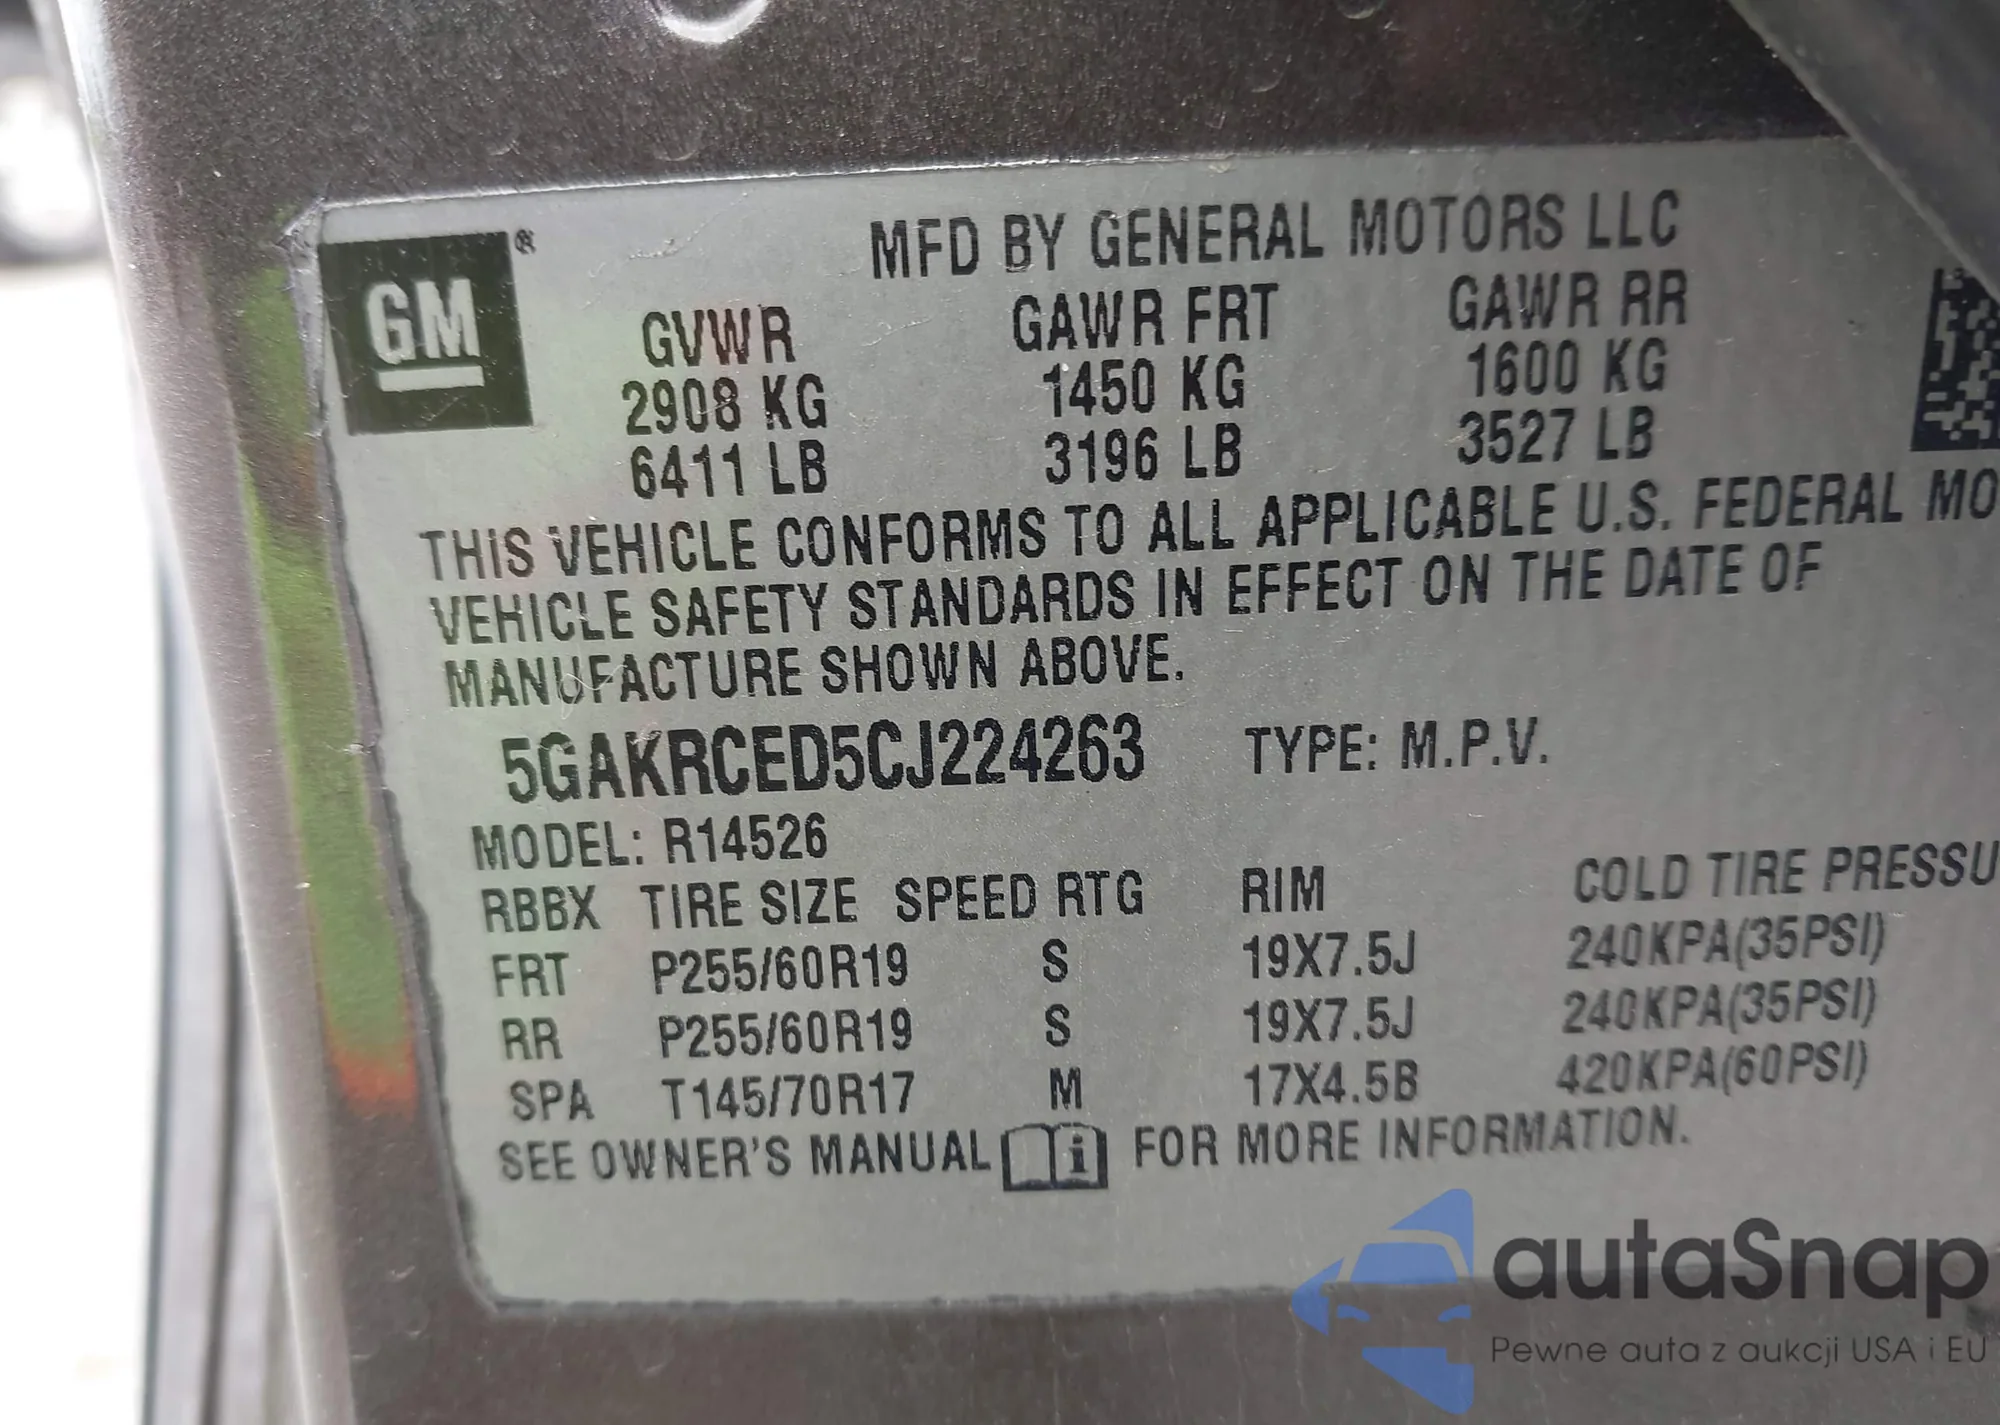 GM ®
MFD BY GENERAL MOTORS LLC
GVWR GAWR FRT GAWR RR
2908 KG 1450 KG 1600 KG
6411 LB 3196 LB 3527 LB
THIS VEHICLE CONFORMS TO ALL APPLICABLE U.S. FEDERAL MO
VEHICLE SAFETY STANDARDS IN EFFECT ON THE DATE OF
MANUFACTURE SHOWN ABOVE.
5GAKRCED5CJ224263 TYPE: M.P.V.
MODEL: R14526
RBBX TIRE SIZE SPEED RTG RIM COLD TIRE PRESSU
FRT P255/60R19 S 19X7.5J 240KPA(35PSI)
RR P255/60R19 S 19X7.5J 240KPA(35PSI)
SPA T145/70R17 M 17X4.5B 420KPA(60PSI)
SEE OWNER'S MANUAL i FOR MORE INFORMATION.
autaSnap
Pewne auta z aukcji USA i EU